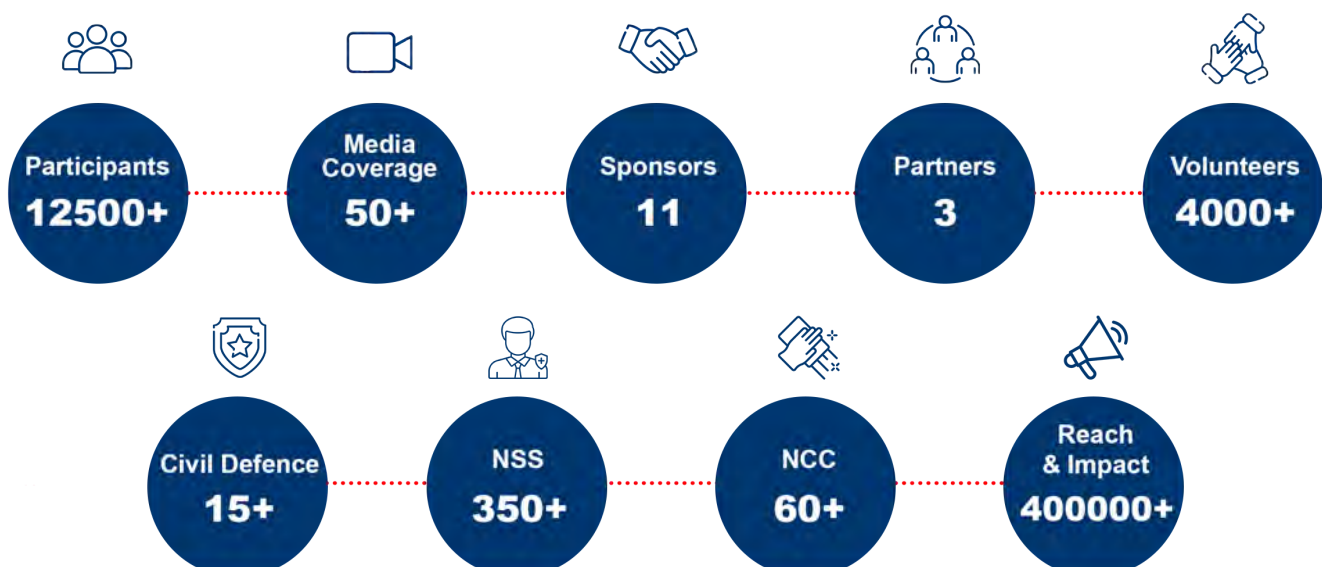 Participants
12500+
Media
Coverage
50+
Sponsors
11
Partners
3
Volunteers
4000+
Civil Defence
15+
NSS
350+
NCC
60+
Reach
& Impact
400000+